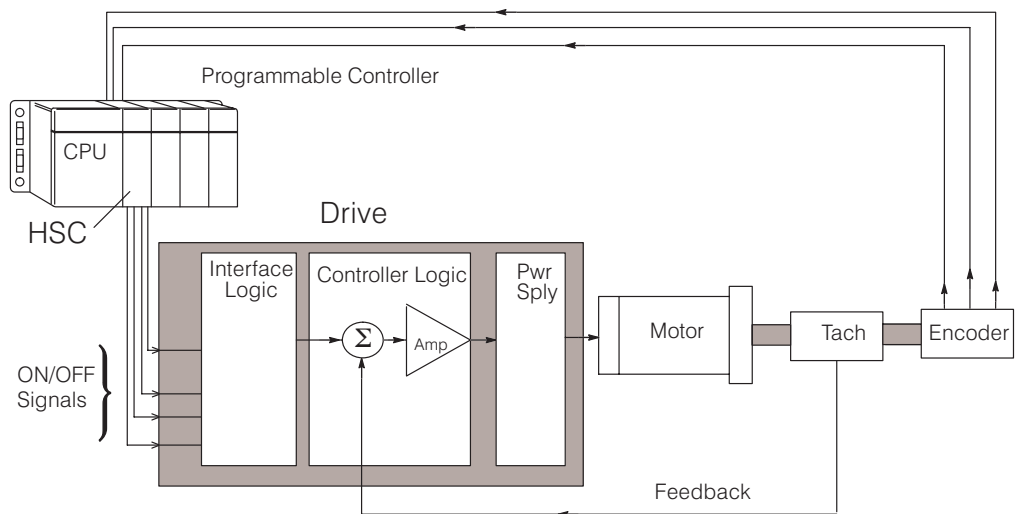 Programmable Controller
CPU
HSC
Drive
Interface
Logic
Controller Logic
Pwr
Sply
Σ
Amp
Motor
Tach
Encoder
ON/OFF
Signals
Feedback